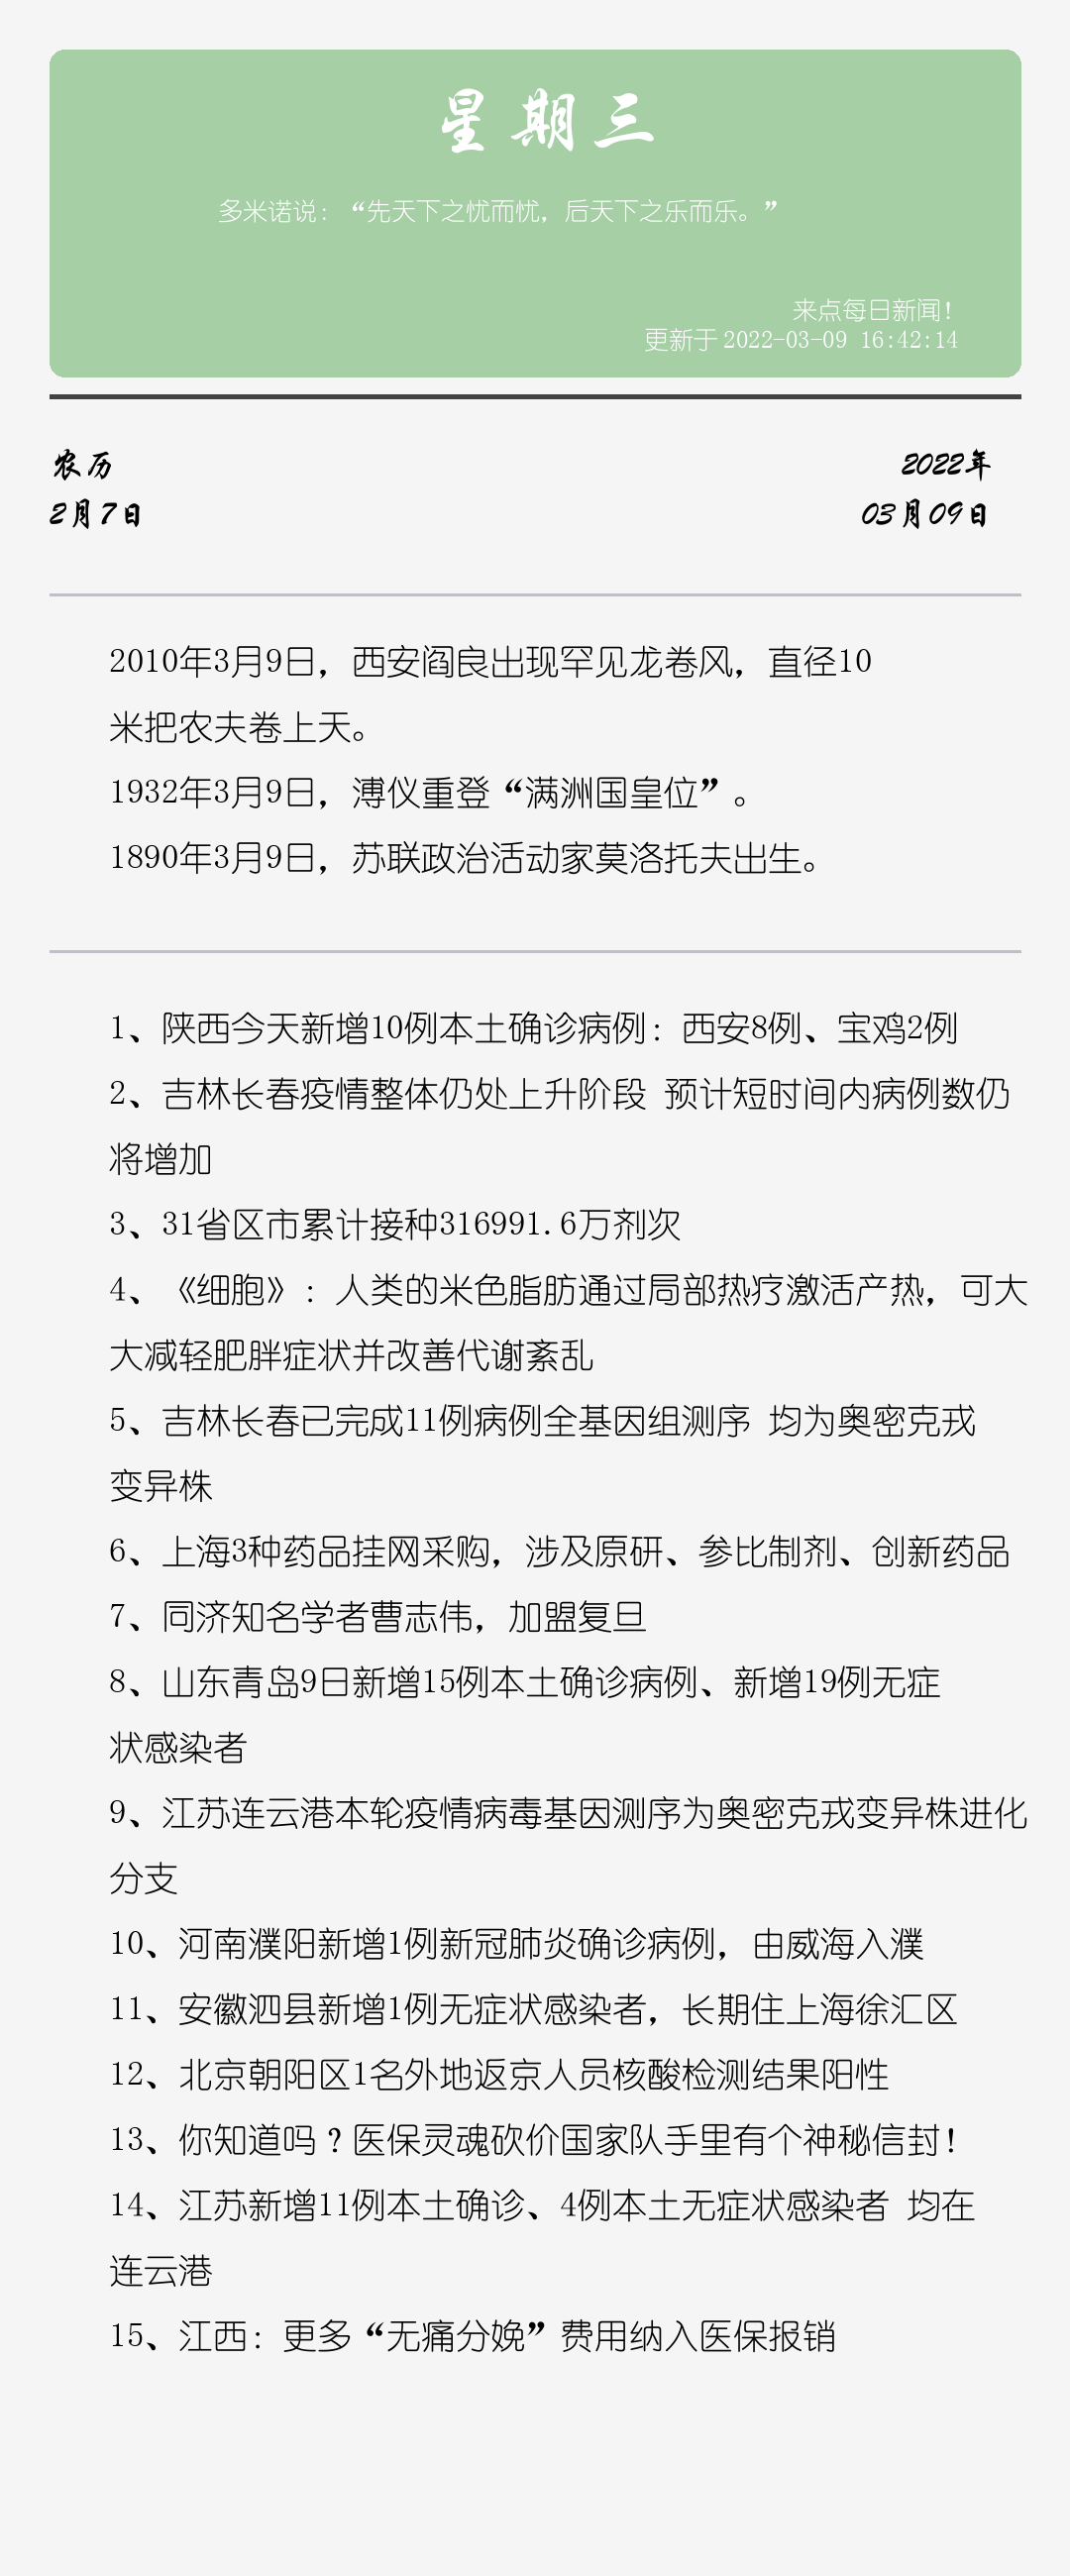 星期三
多米诺说：“先天下之忧而忧，后天下之乐而乐。”
来点每日新闻！
更新于2022-03-09 16:42:14
农历
2022年
2月7日
03月09日
2010年3月9日，西安阎良出现罕见龙卷风，直径10
米把农夫卷上天。
1932年3月9日，溥仪重登“满洲国皇位”。
1890年3月9日，苏联政治活动家莫洛托夫出生。
1、陕西今天新增10例本土确诊病例：西安8例、宝鸡2例
2、吉林长春疫情整体仍处上升阶段 预计短时间内病例数仍
将增加
3、31省区市累计接种316991.6万剂次
4、《细胞》：人类的米色脂肪通过局部热疗激活产热，可大
大减轻肥胖症状并改善代谢紊乱
5、吉林长春已完成11例病例全基因组测序 均为奥密克戎
变异株
6、上海3种药品挂网采购，涉及原研、参比制剂、创新药品
7、同济知名学者曹志伟，加盟复旦
8、山东青岛9日新增15例本土确诊病例、新增19例无症
状感染者
9、江苏连云港本轮疫情病毒基因测序为奥密克戎变异株进化
分支
10、河南濮阳新增1例新冠肺炎确诊病例，由威海入濮
11、安徽泗县新增1例无症状感染者，长期住上海徐汇区
12、北京朝阳区1名外地返京人员核酸检测结果阳性
13、你知道吗？医保灵魂砍价国家队手里有个神秘信封！
14、江苏新增11例本土确诊、4例本土无症状感染者 均在
连云港
15、江西：更多“无痛分娩”费用纳入医保报销